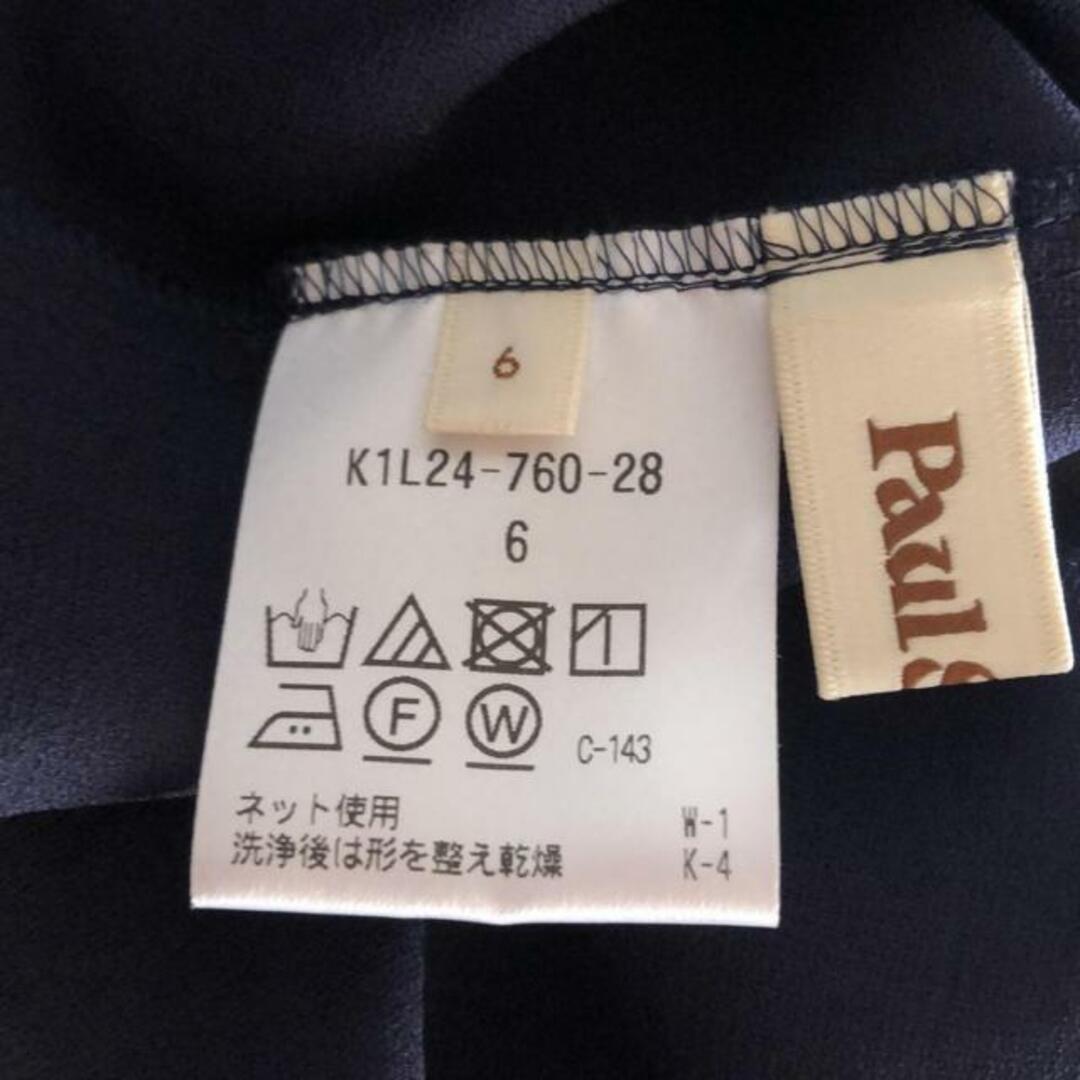 6
K1L24-760-28
6
F
W
C-143
ネット使用
洗浄後は形を整え乾燥
W-1
K-4
Paul S